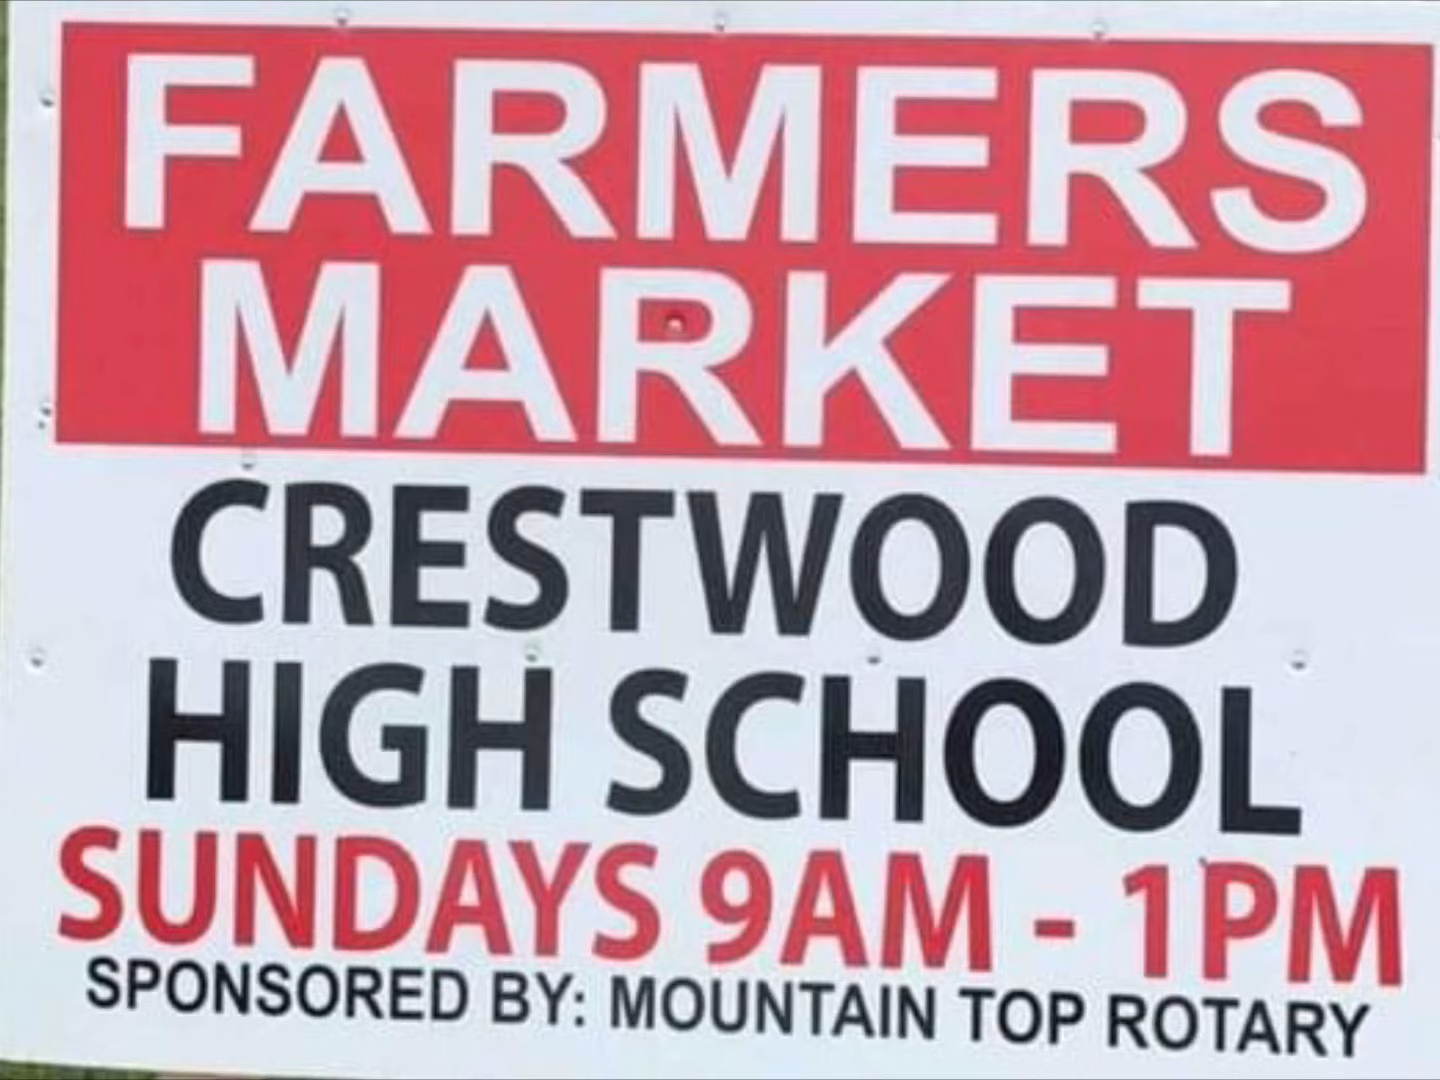 FARMERS
MARKET
CRESTWOOD
HIGH SCHOOL
SUNDAYS 9AM - 1PM
SPONSORED BY: MOUNTAIN TOP ROTARY